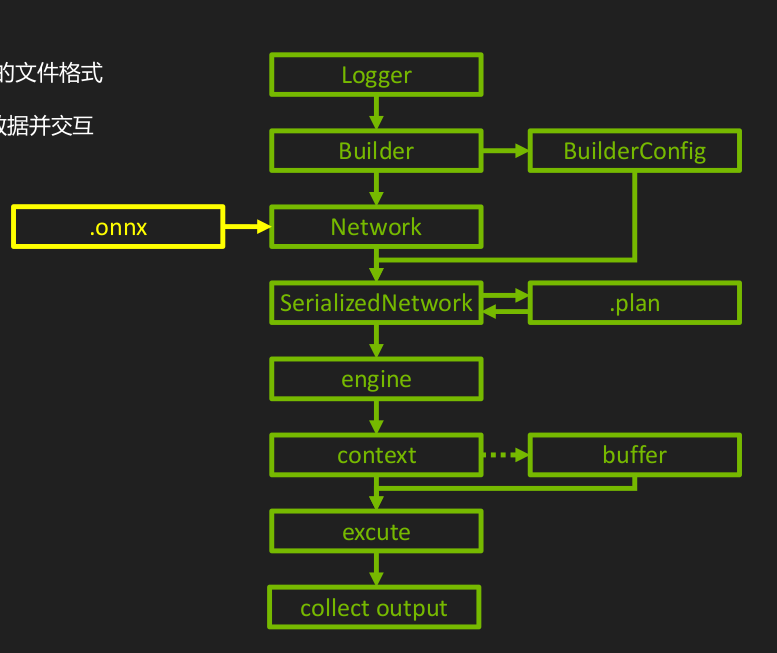 的文件格式
数据并交互
Logger
Builder
BuilderConfig
.onnx
Network
SerializedNetwork
.plan
engine
context
buffer
excute
collect output